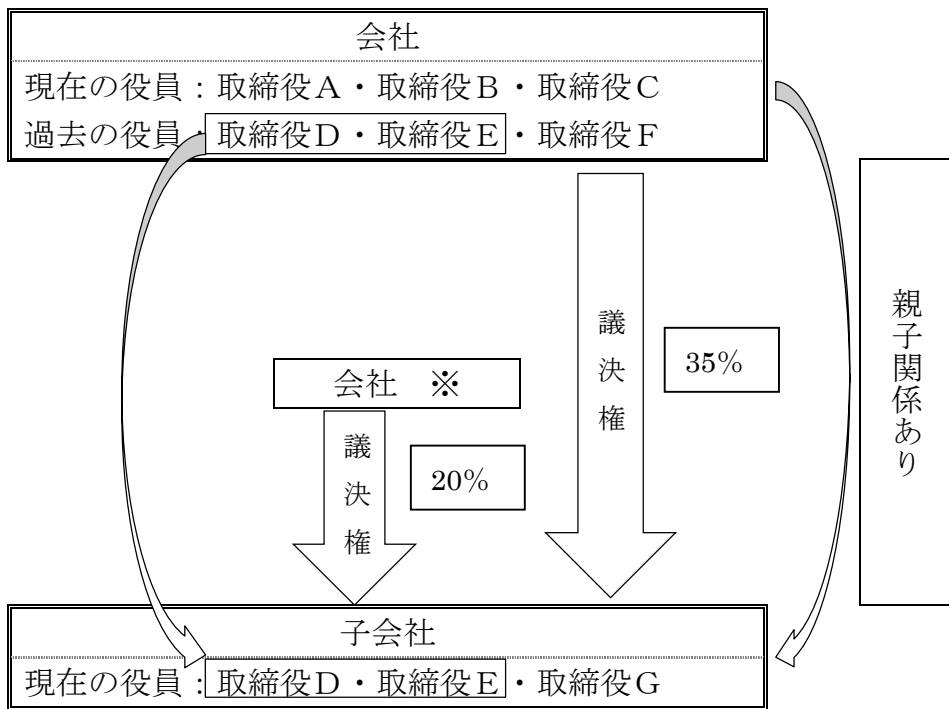 会社
現在の役員：取締役Ａ・取締役Ｂ・取締役Ｃ
過去の役員：取締役Ｄ・取締役Ｅ・取締役Ｆ
親子関係あり
議決権
35%
会社　※
議決権
20%
子会社
現在の役員：取締役Ｄ・取締役Ｅ・取締役Ｇ